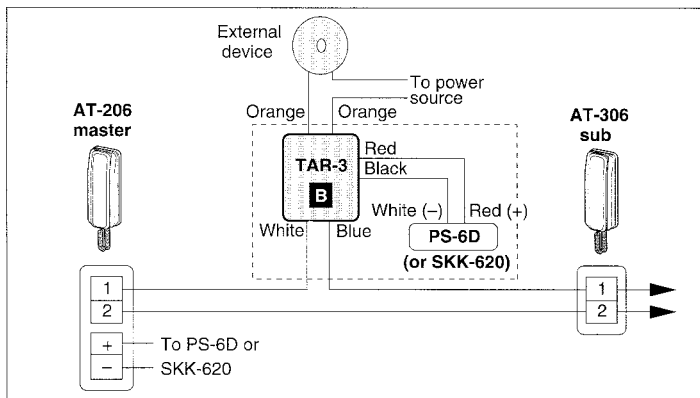 External
device
To power
source
Orange
Orange
AT-206
master
AT-306
sub
TAR-3
B
Red
Black
White (–)
Red (+)
PS-6D
(or SKK-620)
White
Blue
1
2
+
–
To PS-6D or
SKK-620
1
2